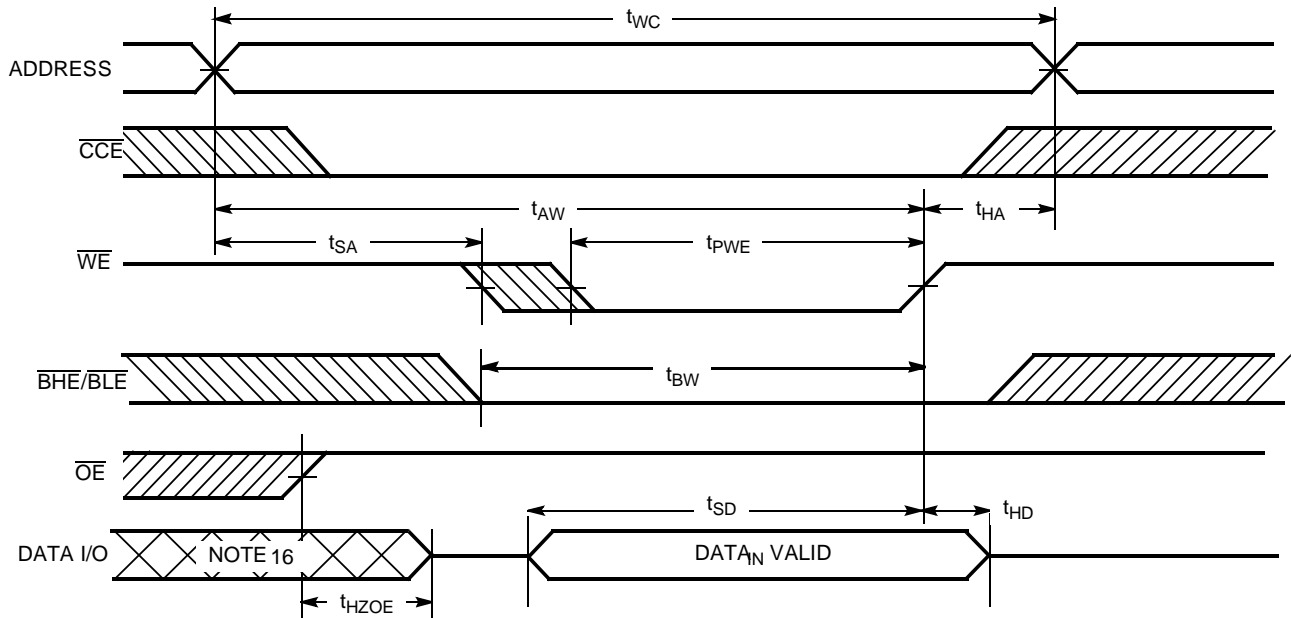 tWC
ADDRESS
CCE
tAW
tHA
tSA
tPWE
WE
tBW
BHE/BLE
OE
tSD
tHD
DATA I/O
NOTE 16
DATAIN VALID
tHZOE